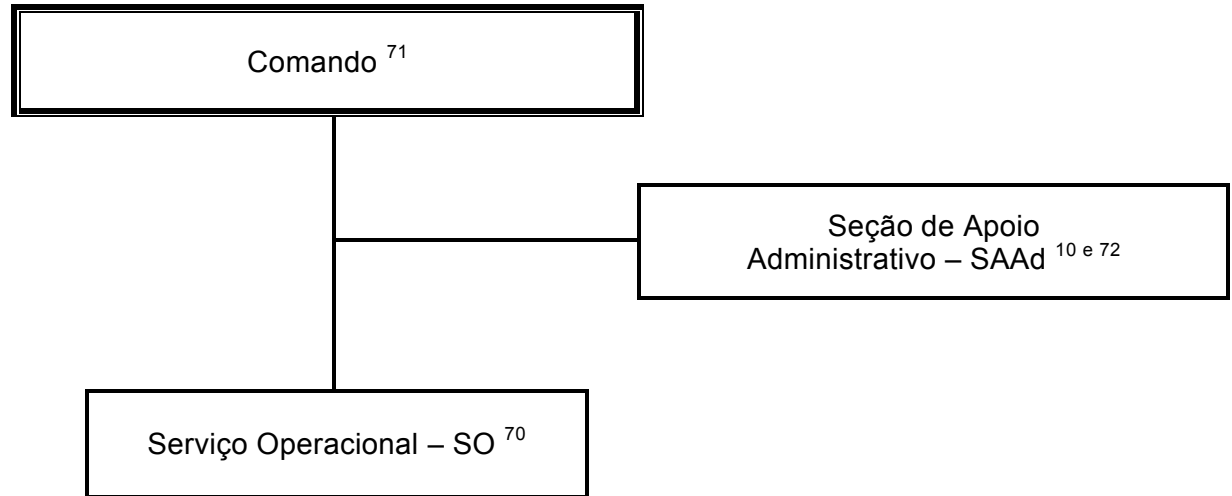 Comando 71
Seção de Apoio
Administrativo – SAAd 10 e 72
Serviço Operacional – SO 70